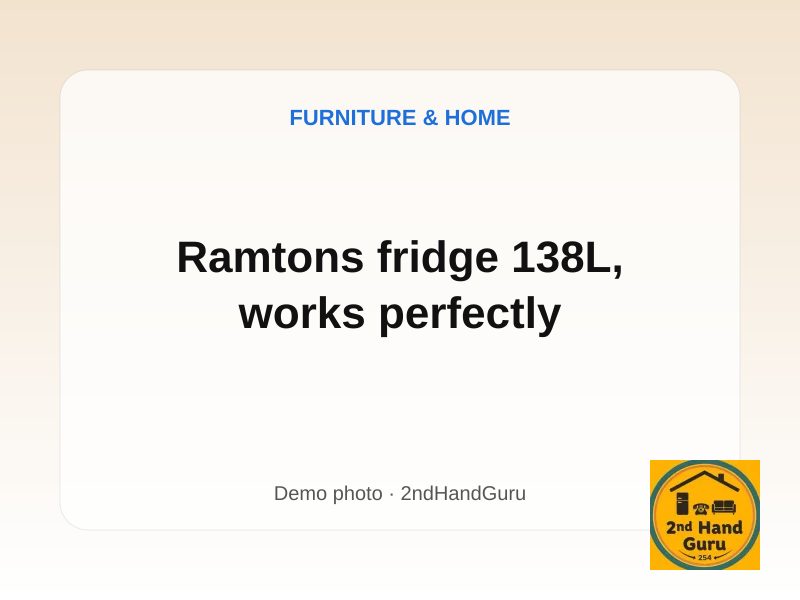 FURNITURE & HOME
Ramtons fridge 138L,
works perfectly
Demo photo · 2ndHandGuru
2nd Hand
Guru
254